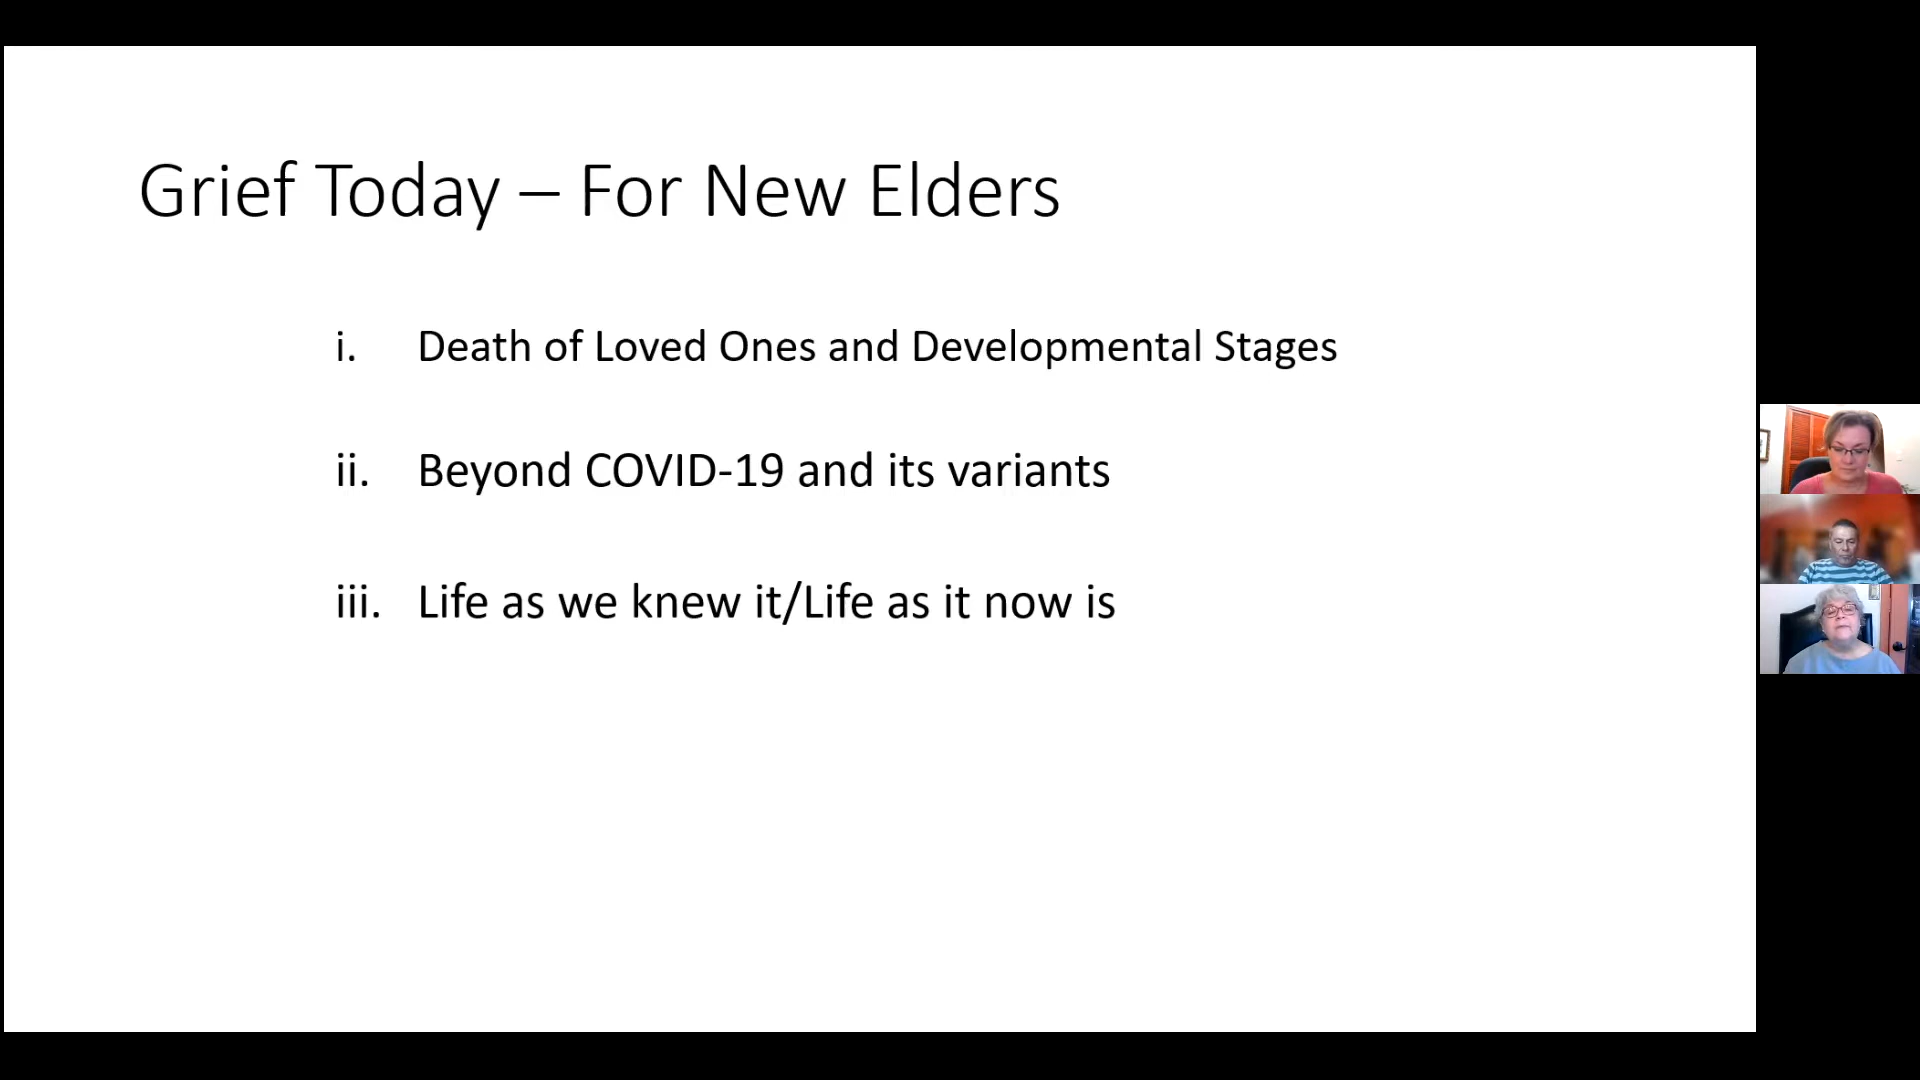 Grief Today – For New Elders
i. Death of Loved Ones and Developmental Stages
ii. Beyond COVID-19 and its variants
iii. Life as we knew it/Life as it now is